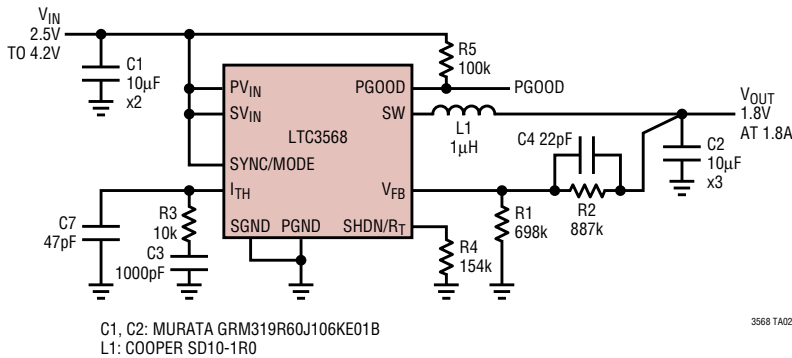 VIN
2.5V
TO 4.2V
C1
10µF
x2
R5
100k
PVIN
SVIN
SYNC/MODE
ITH
LTC3568
PGOOD
SW
VFB
SHDN/RT
SGND
PGND
PGOOD
L1
1µH
VOUT
1.8V
AT 1.8A
C4 22pF
C2
10µF
x3
R2
887k
R1
698k
R4
154k
C7
47pF
R3
10k
C3
1000pF
C1, C2: MURATA GRM319R60J106KE01B
L1: COOPER SD10-1R0
3568 TA02